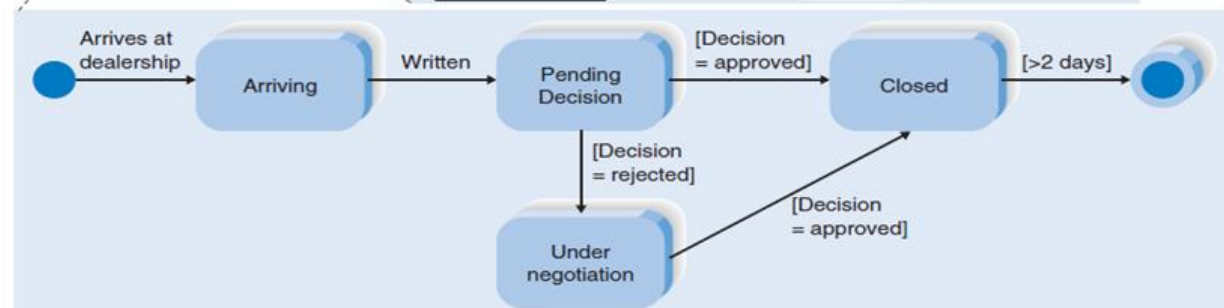 Arrives at
dealership
Arriving
Written
Pending
Decision
[Decision
= approved]
Closed
[>2 days]
[Decision
= rejected]
Under
negotiation
[Decision
= approved]